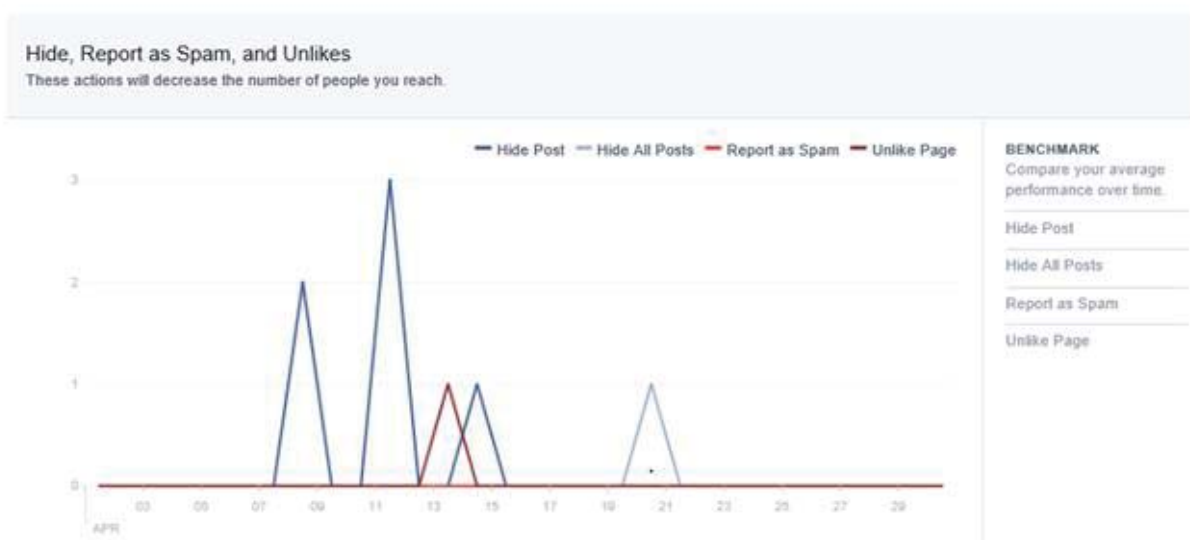 Hide, Report as Spam, and Unlikes
These actions will decrease the number of people you reach.
Hide Post Hide All Posts Report as Spam Unlike Page
BENCHMARK
Compare your average
performance over time.
Hide Post
Hide All Posts
Report as Spam
Unlike Page
3
2
1
0
03 05 07 09 11 13 15 17 19 21 23 25 27 29
APR